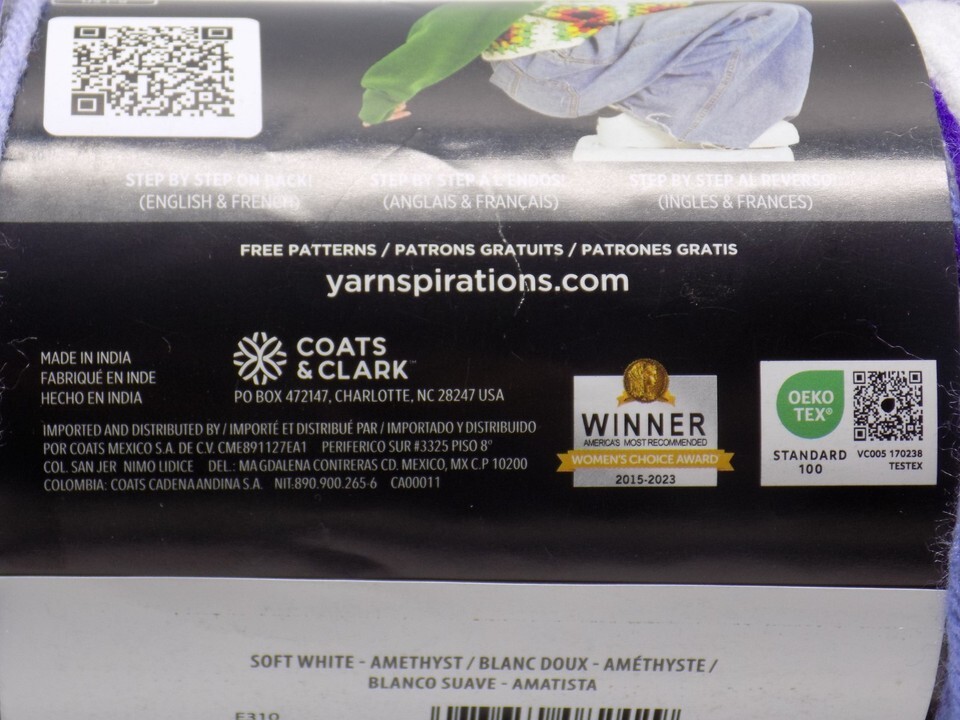 STEP BY STEP ON BACK!
(ENGLISH & FRENCH)
STEP BY STEP À L'ENDOS!
(ANGLAIS & FRANÇAIS)
STEP BY STEP AL REVERSO!
(INGLES & FRANCES)
FREE PATTERNS / PATRONS GRATUITS / PATRONES GRATIS
yarnspirations.com
MADE IN INDIA
FABRIQUÉ EN INDE
HECHO EN INDIA
COATS
& CLARK™
PO BOX 472147, CHARLOTTE, NC 28247 USA
IMPORTED AND DISTRIBUTED BY / IMPORTÉ ET DISTRIBUÉ PAR / IMPORTADO Y DISTRIBUIDO
POR COATS MEXICO S.A. DE C.V. CME891127EA1 PERIFERICO SUR #3325 PISO 8°
COL. SAN JER NIMO LIDICE DEL.: MAGDALENA CONTRERAS CD. MEXICO, MX C.P 10200
COLOMBIA: COATS CADENA ANDINA S.A. NIT-890.900.265-6 CA00011
WINNER
AMERICA'S MOST RECOMMENDED
WOMEN'S CHOICE AWARD
2015-2023
OEKO
TEX®
STANDARD
100
VC005 170238
TESTEX
SOFT WHITE - AMETHYST / BLANC DOUX - AMÉTHYSTE /
BLANCO SUAVE - AMATISTA
E310